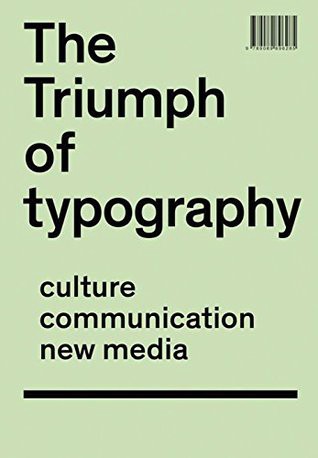 The
Triumph
of
typography
culture
communication
new media